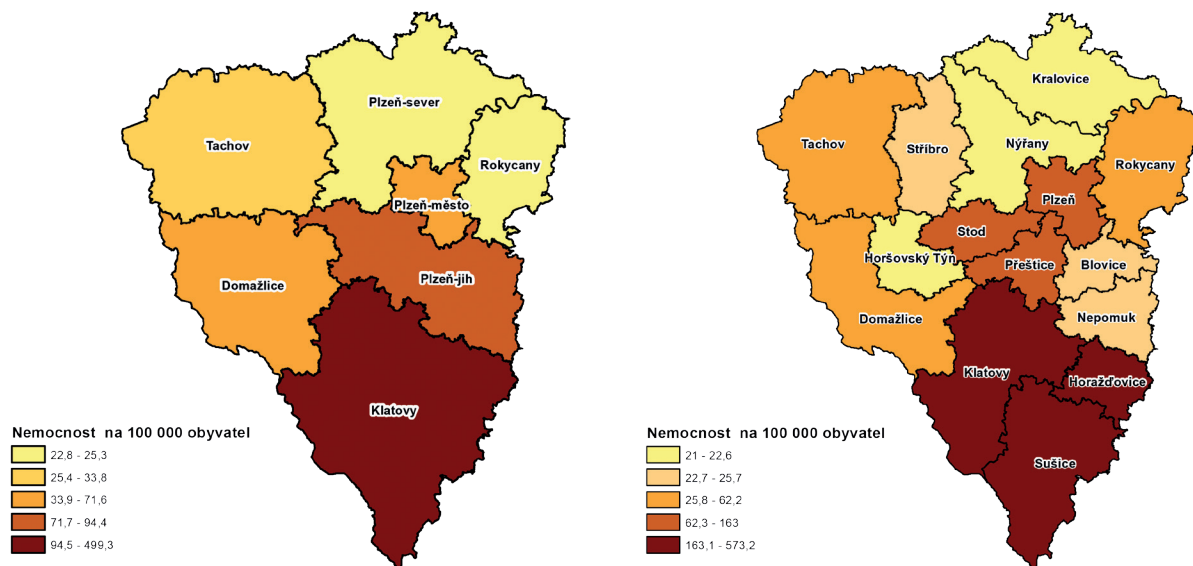 Plzeň-sever
Tachov
Rokycany
Plzeň-město
Plzeň-jih
Domažlice
Klatovy
Nemocnost na 100 000 obyvatel
22,8 - 25,3
25,4 - 33,8
33,9 - 71,6
71,7 - 94,4
94,5 - 499,3
Kralovice
Tachov
Stříbro
Nýřany
Rokycany
Plzeň
Stod
Horšovský Týn
Přeštice
Blovice
Domažlice
Nepomuk
Klatovy
Horažďovice
Sušice
Nemocnost na 100 000 obyvatel
21 - 22,6
22,7 - 25,7
25,8 - 62,2
62,3 - 163
163,1 - 573,2